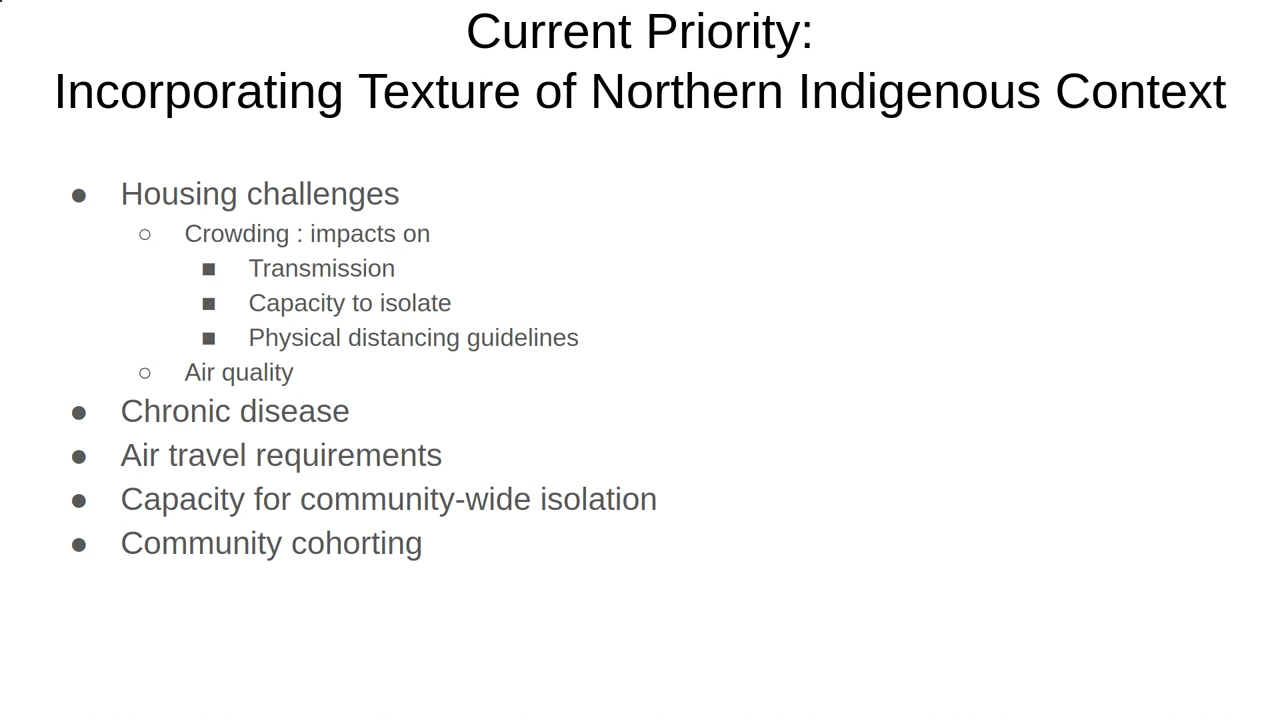 Current Priority:
Incorporating Texture of Northern Indigenous Context
● Housing challenges
○ Crowding : impacts on
■ Transmission
■ Capacity to isolate
■ Physical distancing guidelines
○ Air quality
● Chronic disease
● Air travel requirements
● Capacity for community-wide isolation
● Community cohorting